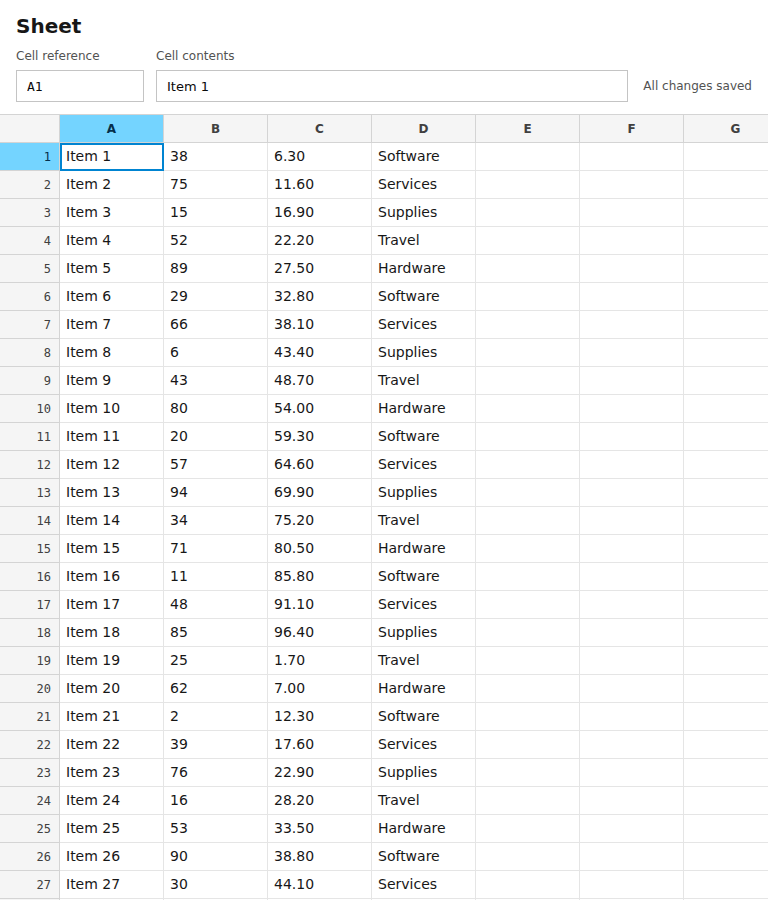 Sheet
Cell reference Cell contents
A1 Item 1 All changes saved
A B C D E F G
1 Item 1 38 6.30 Software
2 Item 2 75 11.60 Services
3 Item 3 15 16.90 Supplies
4 Item 4 52 22.20 Travel
5 Item 5 89 27.50 Hardware
6 Item 6 29 32.80 Software
7 Item 7 66 38.10 Services
8 Item 8 6 43.40 Supplies
9 Item 9 43 48.70 Travel
10 Item 10 80 54.00 Hardware
11 Item 11 20 59.30 Software
12 Item 12 57 64.60 Services
13 Item 13 94 69.90 Supplies
14 Item 14 34 75.20 Travel
15 Item 15 71 80.50 Hardware
16 Item 16 11 85.80 Software
17 Item 17 48 91.10 Services
18 Item 18 85 96.40 Supplies
19 Item 19 25 1.70 Travel
20 Item 20 62 7.00 Hardware
21 Item 21 2 12.30 Software
22 Item 22 39 17.60 Services
23 Item 23 76 22.90 Supplies
24 Item 24 16 28.20 Travel
25 Item 25 53 33.50 Hardware
26 Item 26 90 38.80 Software
27 Item 27 30 44.10 Services